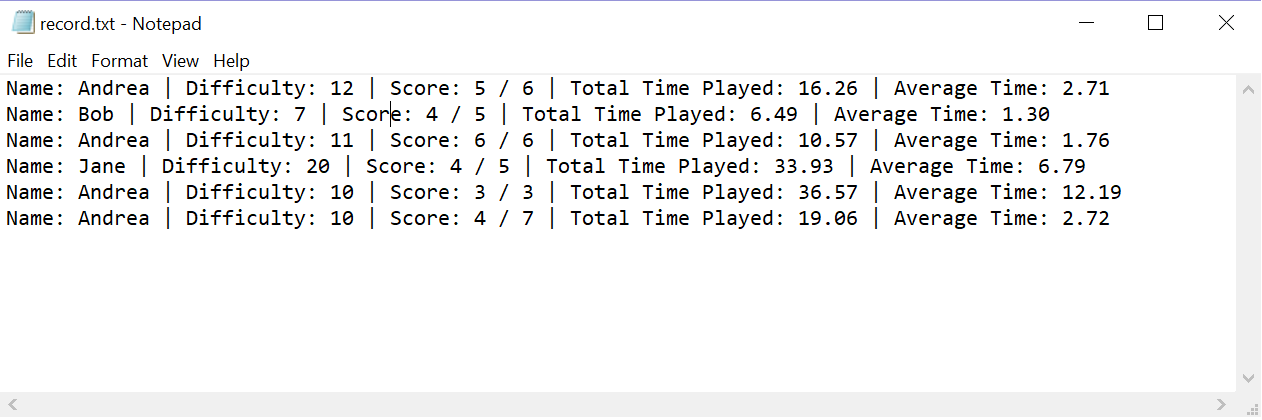 record.txt - Notepad
File Edit Format View Help
Name: Andrea | Difficulty: 12 | Score: 5 / 6 | Total Time Played: 16.26 | Average Time: 2.71
Name: Bob | Difficulty: 7 | Score: 4 / 5 | Total Time Played: 6.49 | Average Time: 1.30
Name: Andrea | Difficulty: 11 | Score: 6 / 6 | Total Time Played: 10.57 | Average Time: 1.76
Name: Jane | Difficulty: 20 | Score: 4 / 5 | Total Time Played: 33.93 | Average Time: 6.79
Name: Andrea | Difficulty: 10 | Score: 3 / 3 | Total Time Played: 36.57 | Average Time: 12.19
Name: Andrea | Difficulty: 10 | Score: 4 / 7 | Total Time Played: 19.06 | Average Time: 2.72